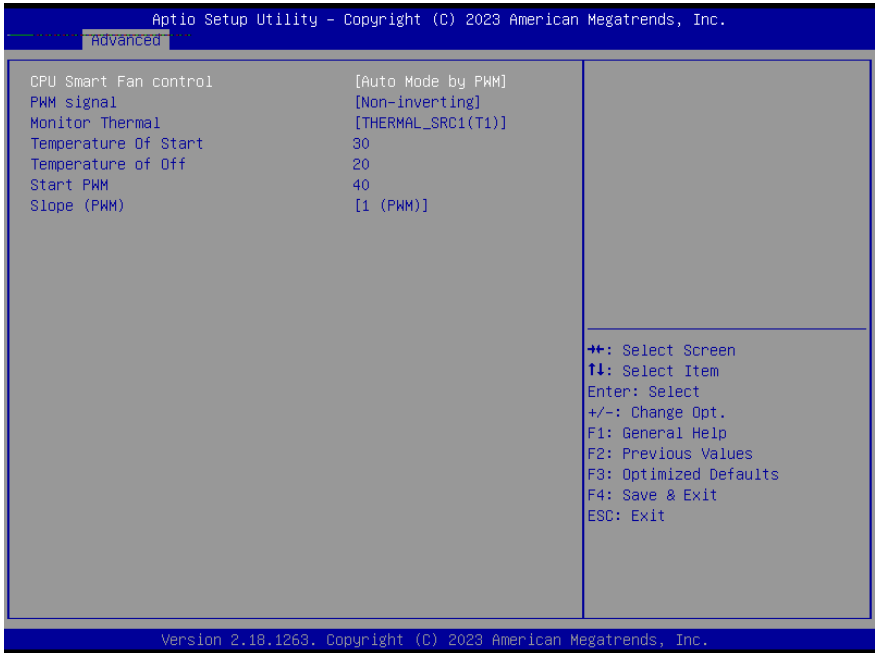 Aptio Setup Utility – Copyright (C) 2023 American Megatrends, Inc.
Advanced
CPU Smart Fan control [Auto Mode by PWM]
PWM signal [Non-inverting]
Monitor Thermal [THERMAL_SRC1(T1)]
Temperature Of Start 30
Temperature of Off 20
Start PWM 40
Slope (PWM) [1 (PWM)]
→←: Select Screen
↑↓: Select Item
Enter: Select
+/-: Change Opt.
F1: General Help
F2: Previous Values
F3: Optimized Defaults
F4: Save & Exit
ESC: Exit
Version 2.18.1263. Copyright (C) 2023 American Megatrends, Inc.